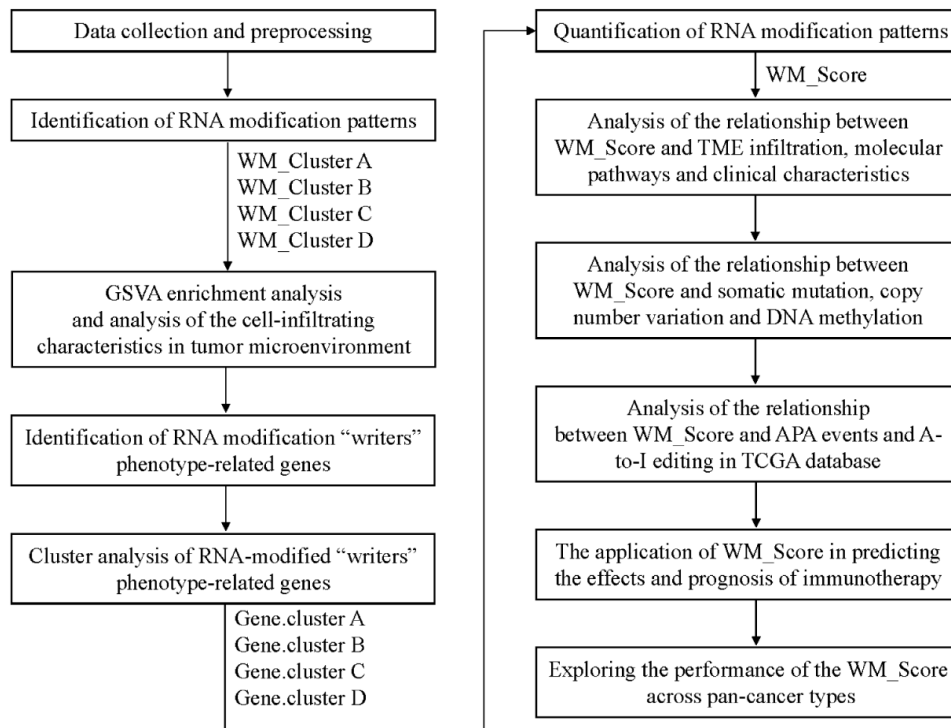 Data collection and preprocessing
Identification of RNA modification patterns
WM_Cluster A
WM_Cluster B
WM_Cluster C
WM_Cluster D
GSVA enrichment analysis
and analysis of the cell-infiltrating
characteristics in tumor microenvironment
Identification of RNA modification “writers”
phenotype-related genes
Cluster analysis of RNA-modified “writers”
phenotype-related genes
Gene.cluster A
Gene.cluster B
Gene.cluster C
Gene.cluster D
Quantification of RNA modification patterns
WM_Score
Analysis of the relationship between
WM_Score and TME infiltration, molecular
pathways and clinical characteristics
Analysis of the relationship between
WM_Score and somatic mutation, copy
number variation and DNA methylation
Analysis of the relationship
between WM_Score and APA events and A-
to-I editing in TCGA database
The application of WM_Score in predicting
the effects and prognosis of immunotherapy
Exploring the performance of the WM_Score
across pan-cancer types